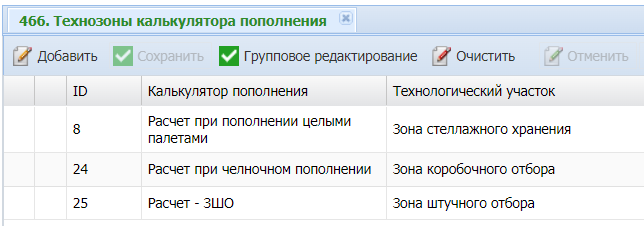 466. Технозоны калькулятора пополнения
Добавить Сохранить Групповое редактирование Очистить Отменить
ID Калькулятор пополнения Технологический участок
8 Расчет при пополнении целыми палетами Зона стеллажного хранения
24 Расчет при челночном пополнении Зона коробочного отбора
25 Расчет - ЗШО Зона штучного отбора